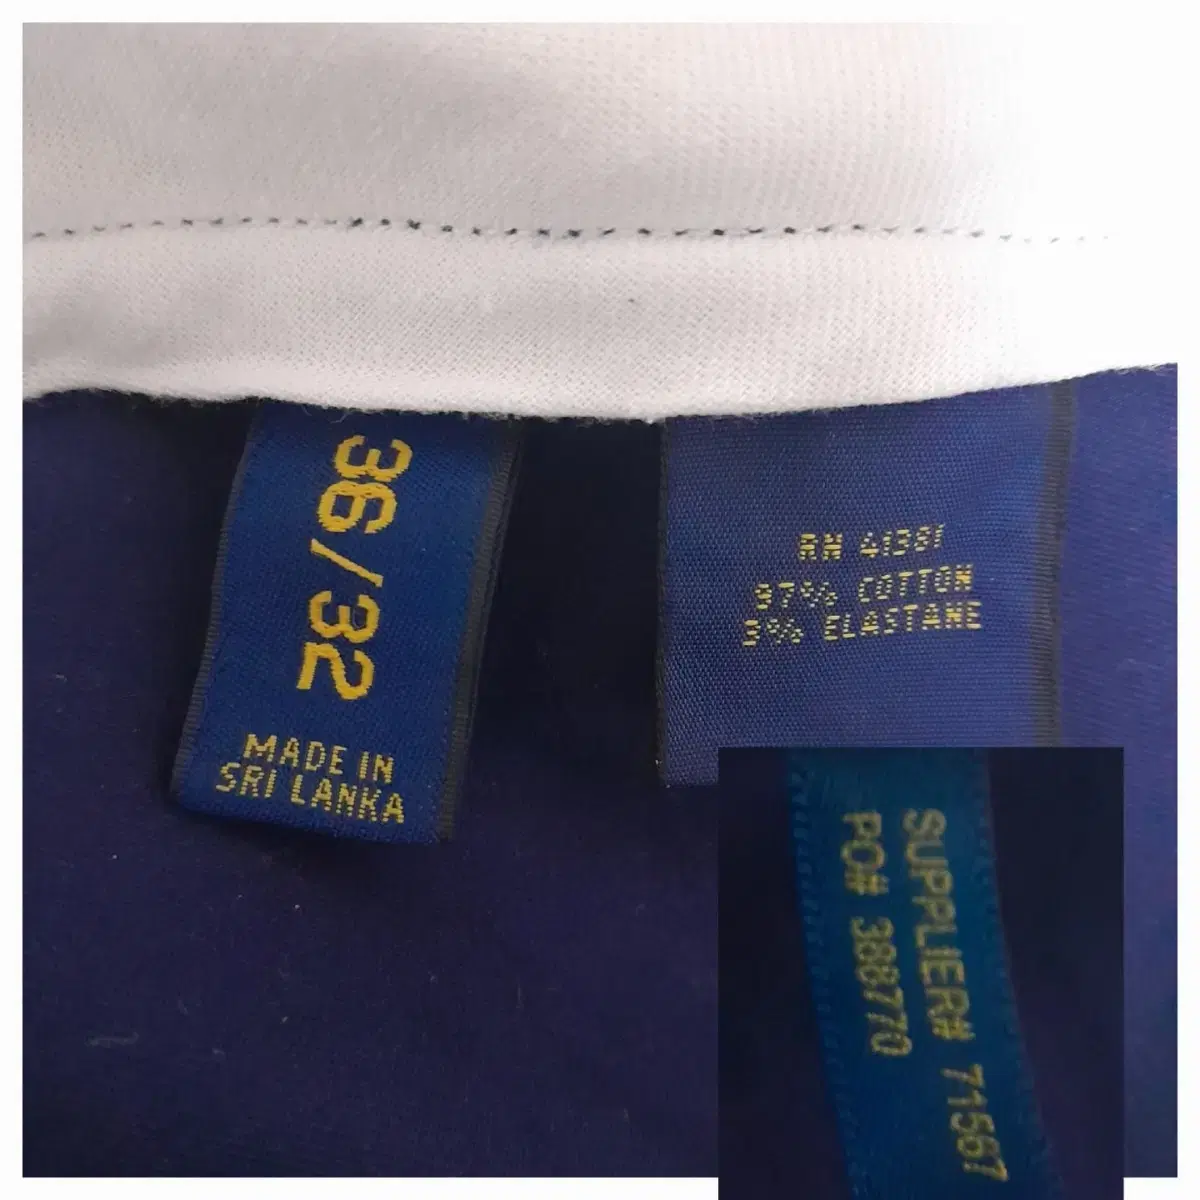 36/32
MADE IN
SRI LANKA
RN 41381
97% COTTON
3% ELASTANE
SUPPLIER# 71567
PO# 388770